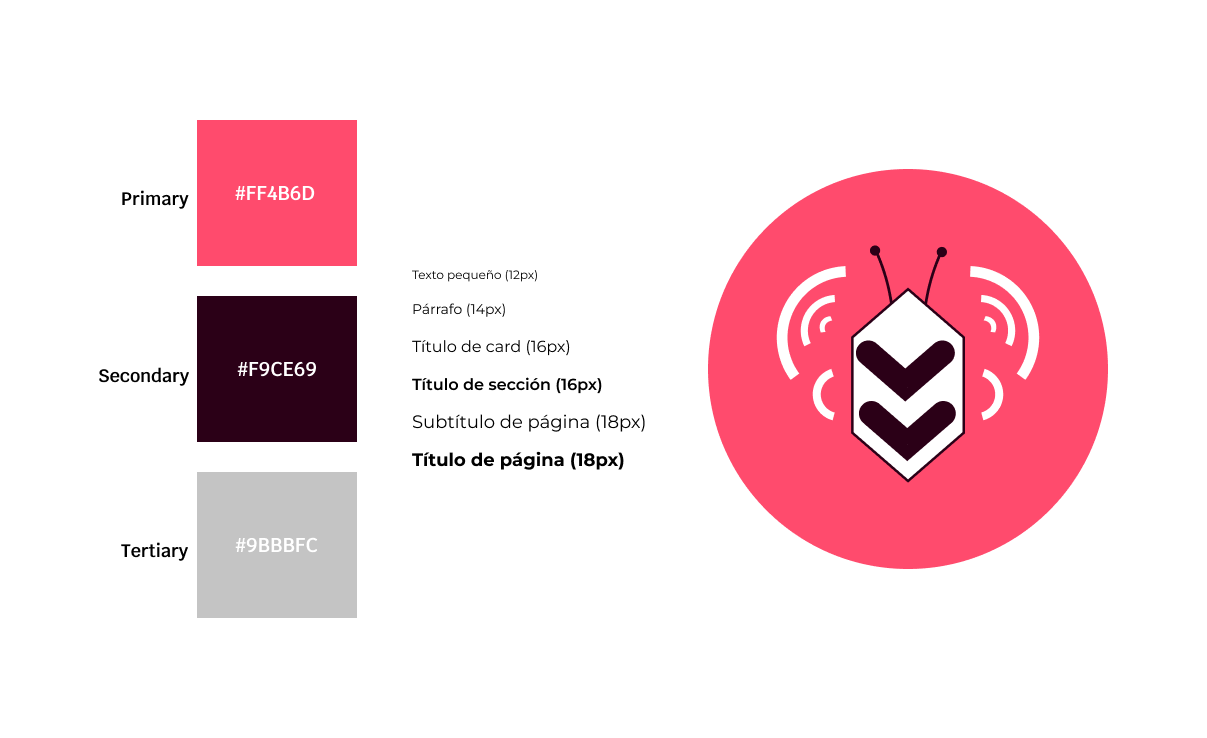 Primary
#FF4B6D
Secondary
#F9CE69
Tertiary
#9BBBFC
Texto pequeño (12px)
Párrafo (14px)
Título de card (16px)
Título de sección (16px)
Subtítulo de página (18px)
Título de página (18px)